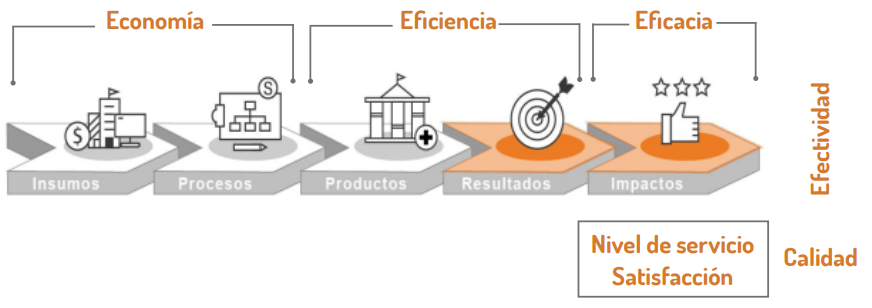 Economía
Eficiencia
Eficacia
$
S
Insumos
Procesos
Productos
Resultados
Impactos
Efectividad
Nivel de servicio
Satisfacción
Calidad